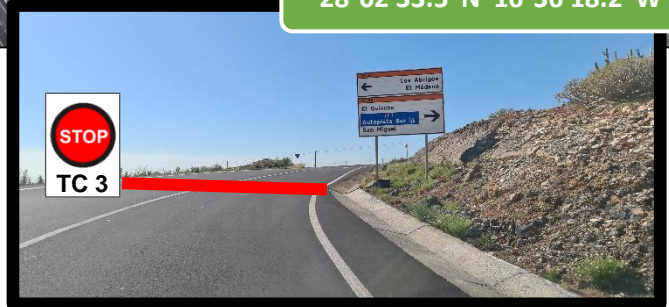 28°02'33.5"N 16°36'18.2"W
STOP
TC 3
Los Abrigos
El Médano
El Guincho
TF1
Autopista Sur
San Miguel